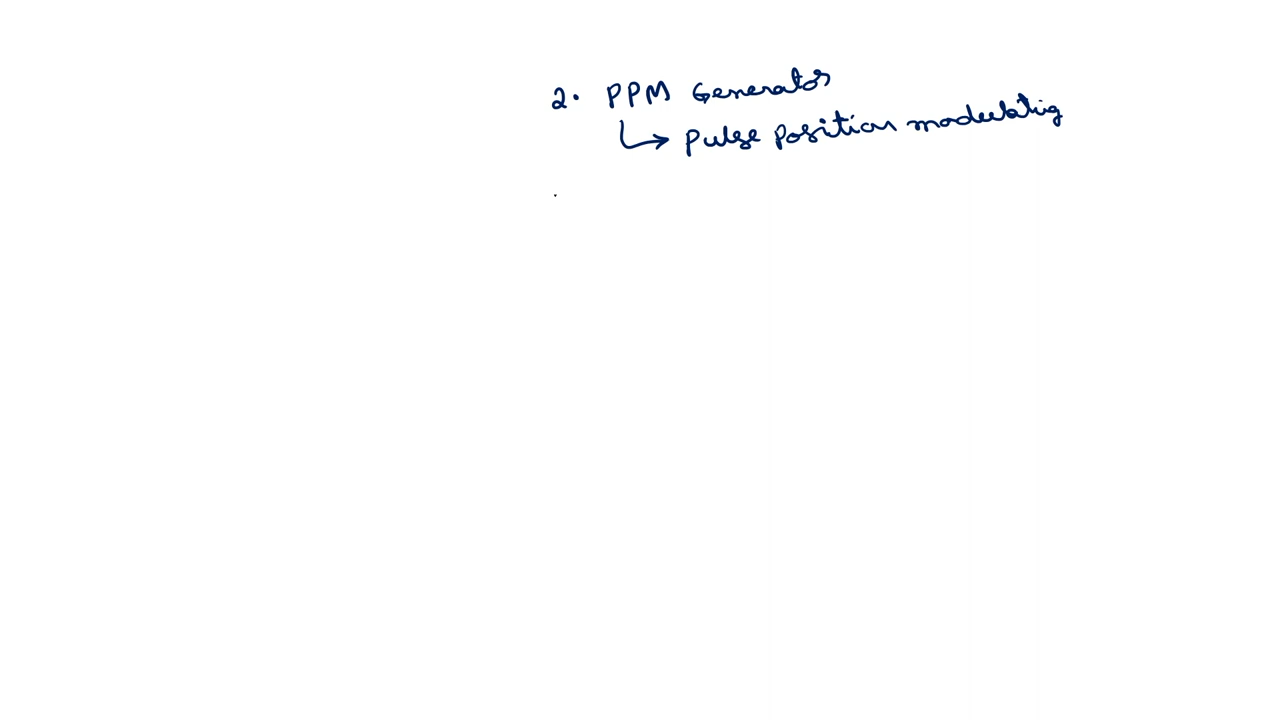 2. PPM Generator
↳ Pulse Position modulating